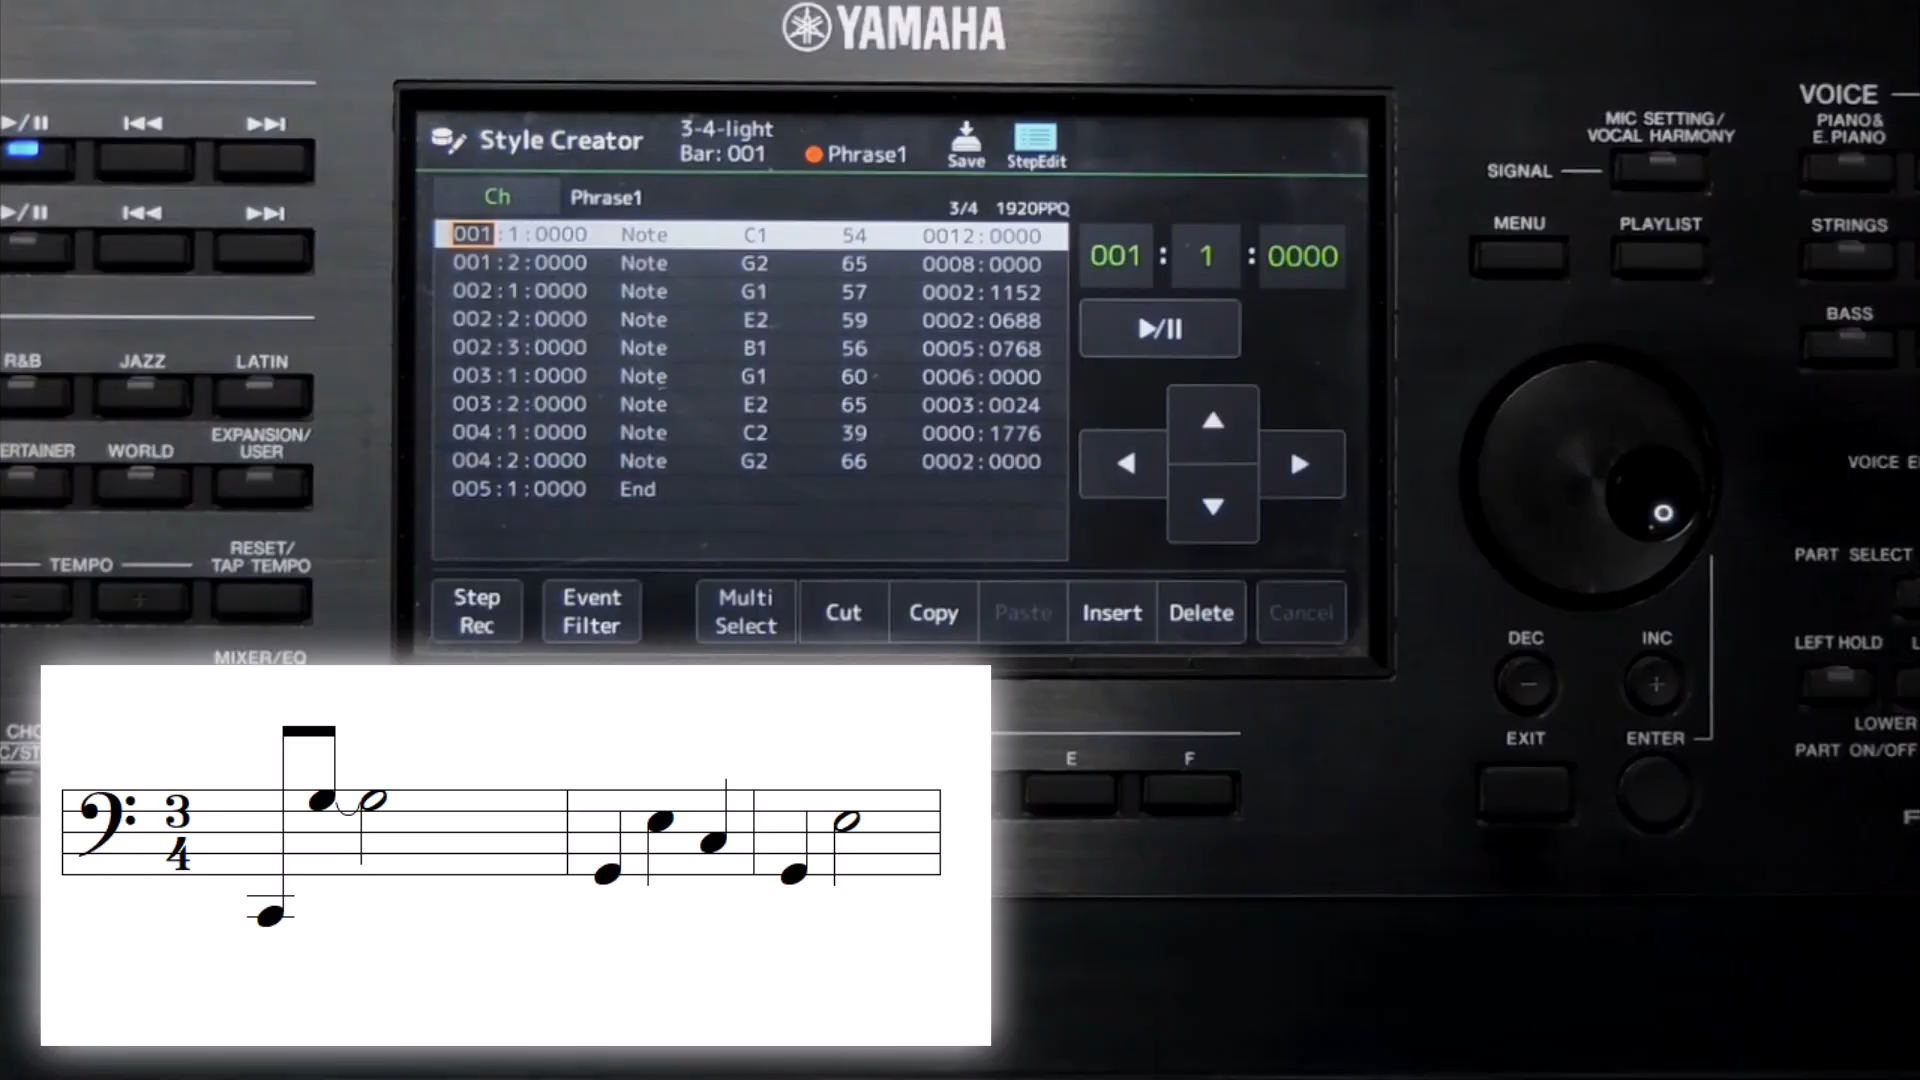 YAMAHA
Style Creator
3-4-light
Bar: 001
Phrase1
Save
StepEdit
Ch
Phrase1
3/4 1920PPQ
001:1:0000 Note C1 54 0012:0000
001:2:0000 Note G2 65 0008:0000
002:1:0000 Note G1 57 0002:1152
002:2:0000 Note E2 59 0002:0688
002:3:0000 Note B1 56 0005:0768
003:1:0000 Note G1 60 0006:0000
003:2:0000 Note E2 65 0003:0024
004:1:0000 Note C2 39 0000:1776
004:2:0000 Note G2 66 0002:0000
005:1:0000 End
001 : 1 : 0000
Step
Rec
Event
Filter
Multi
Select
Cut
Copy
Paste
Insert
Delete
Cancel
R&B
JAZZ
LATIN
ERTAINER
WORLD
EXPANSION/
USER
TEMPO
RESET/
TAP TEMPO
MIXER/EQ
E
F
MIC SETTING/
VOCAL HARMONY
SIGNAL
MENU
PLAYLIST
VOICE
PIANO&
E. PIANO
STRINGS
BASS
PART SELECT
DEC
INC
EXIT
ENTER
LEFT HOLD
LOWER
PART ON/OFF
3
4